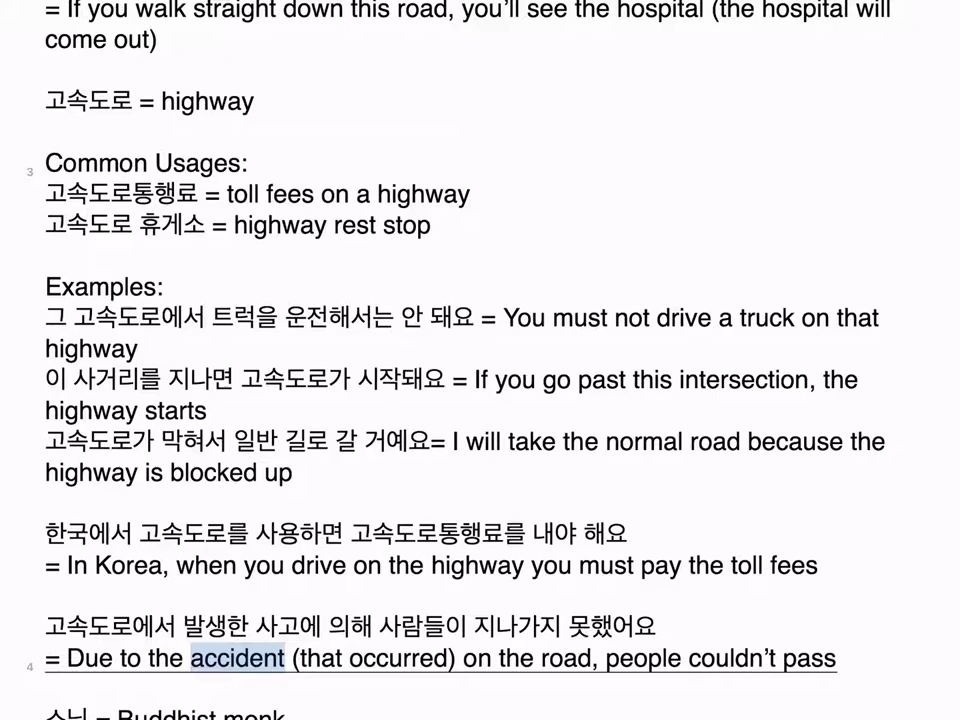 = If you walk straight down this road, you’ll see the hospital (the hospital will
come out)
고속도로 = highway
3
Common Usages:
고속도로통행료 = toll fees on a highway
고속도로 휴게소 = highway rest stop
Examples:
그 고속도로에서 트럭을 운전해서는 안 돼요 = You must not drive a truck on that
highway
이 사거리를 지나면 고속도로가 시작돼요 = If you go past this intersection, the
highway starts
고속도로가 막혀서 일반 길로 갈 거예요= I will take the normal road because the
highway is blocked up
한국에서 고속도로를 사용하면 고속도로통행료를 내야 해요
= In Korea, when you drive on the highway you must pay the toll fees
고속도로에서 발생한 사고에 의해 사람들이 지나가지 못했어요
4
= Due to the accident (that occurred) on the road, people couldn’t pass
스님 = Buddhist monk